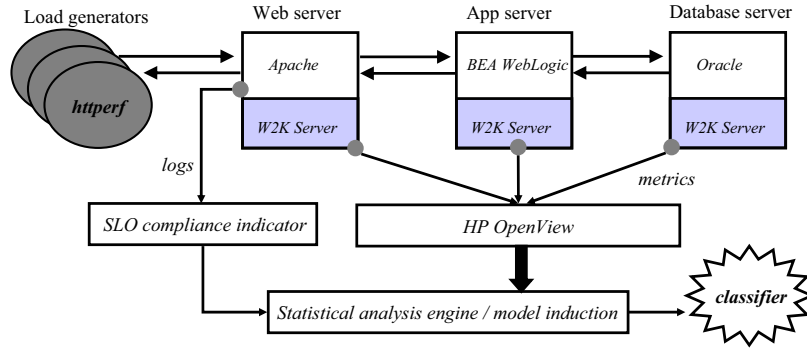 Load generators
Web server
App server
Database server
httperf
Apache
BEA WebLogic
Oracle
W2K Server
W2K Server
W2K Server
logs
metrics
SLO compliance indicator
HP OpenView
Statistical analysis engine / model induction
classifier